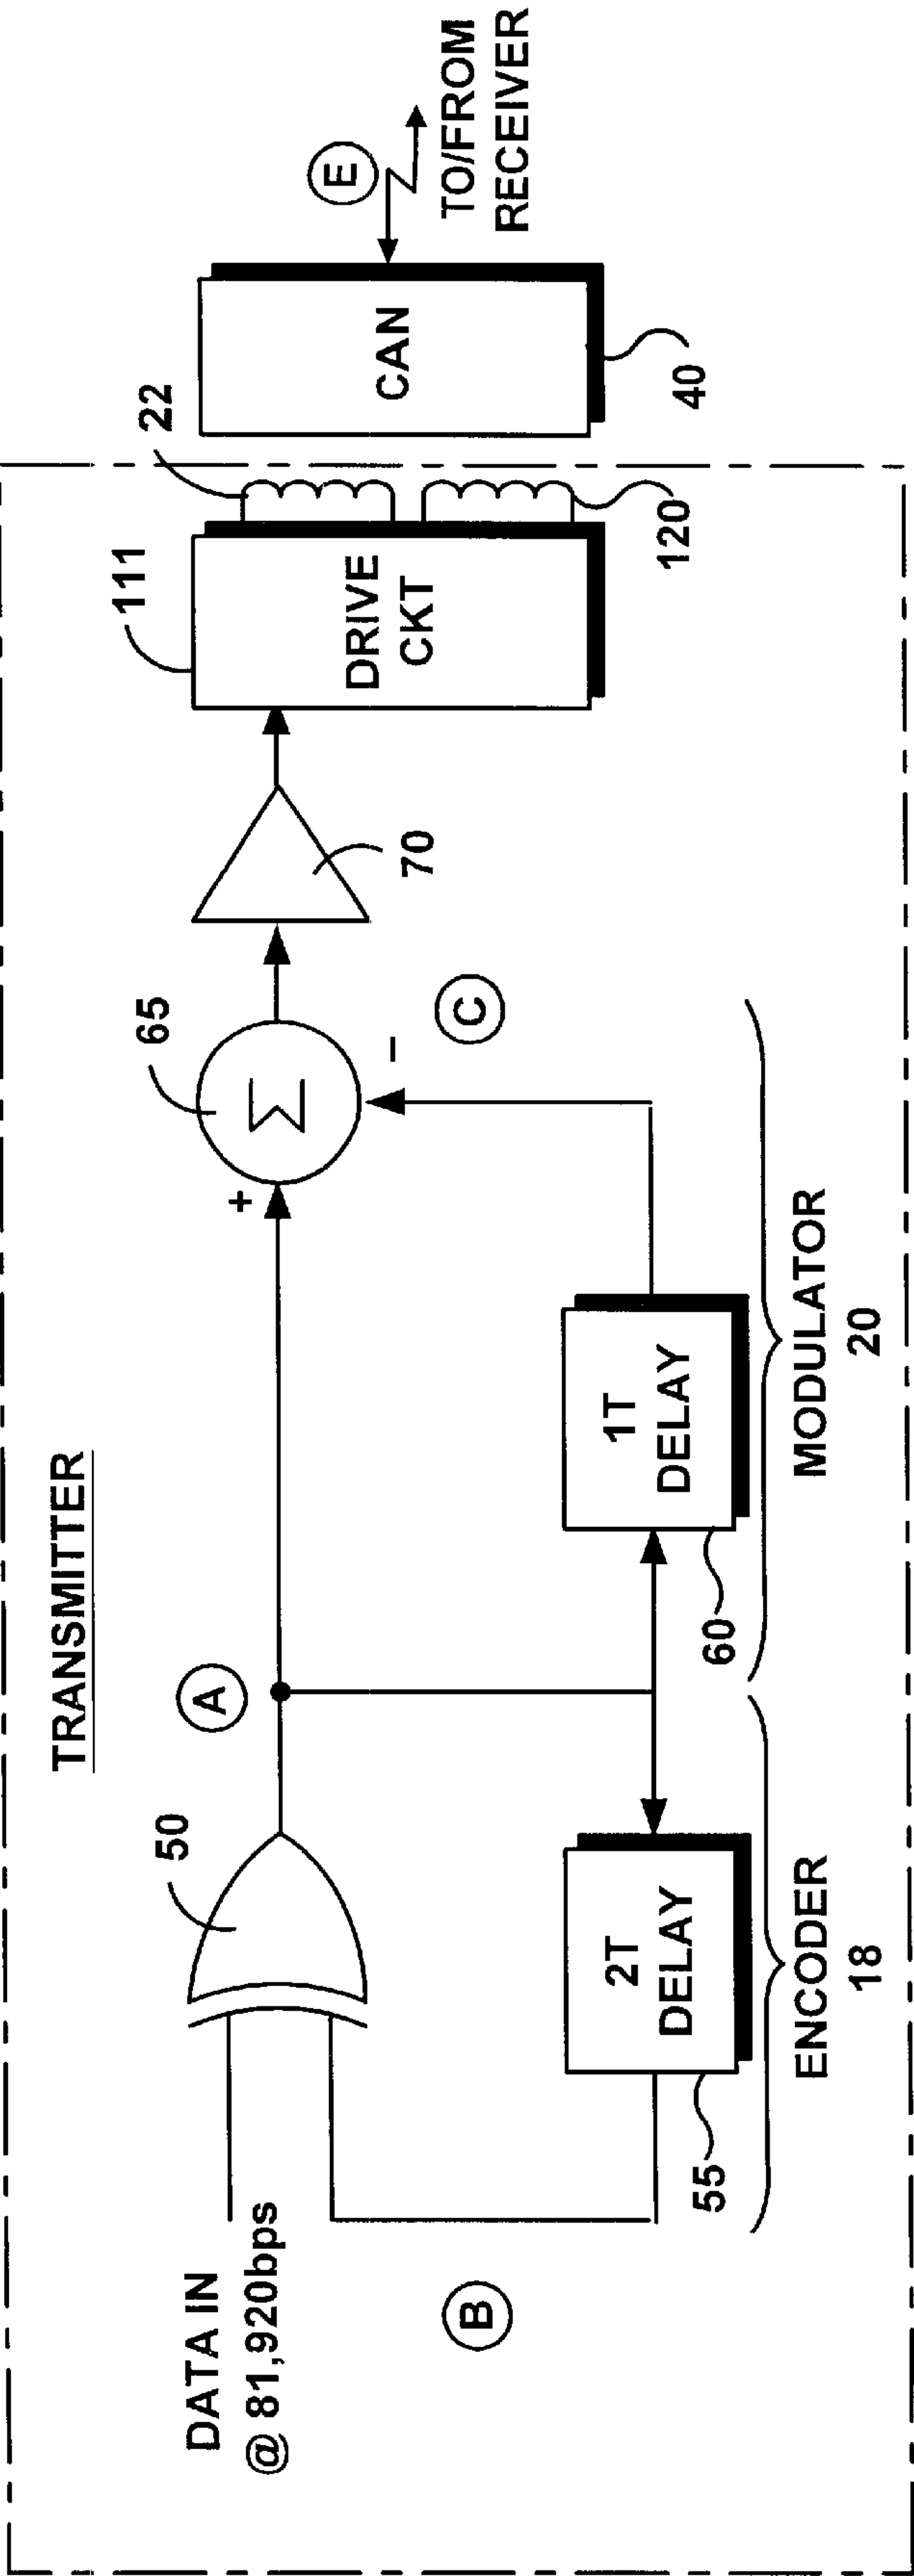 TRANSMITTER
DATA IN
@ 81,920bps
B
50
A
+
65
Σ
−
C
70
111
DRIVE
CKT
22
120
CAN
40
E
TO/FROM
RECEIVER
2T
DELAY
55
1T
DELAY
60
ENCODER
18
MODULATOR
20